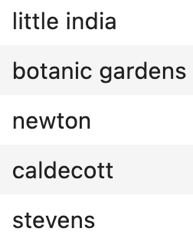 little india
botanic gardens
newton
caldecott
stevens